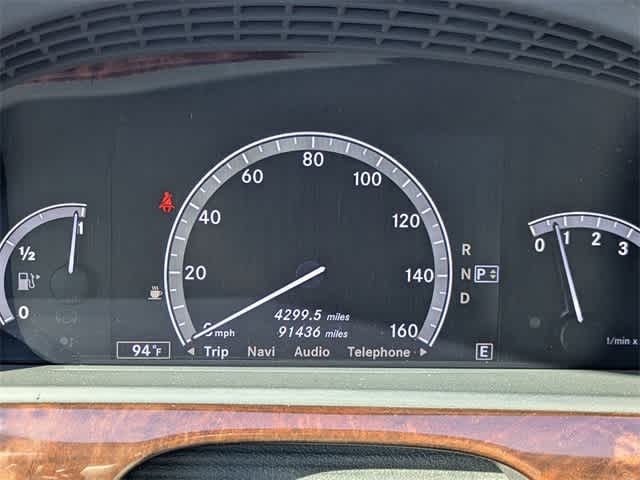 80
60
100
40
120
20
140
0 mph
160
1/2
1
0
R
N
P
D
0
1
2
3
4299.5 miles
91436 miles
94°F
Trip Navi Audio Telephone
E
1/min x